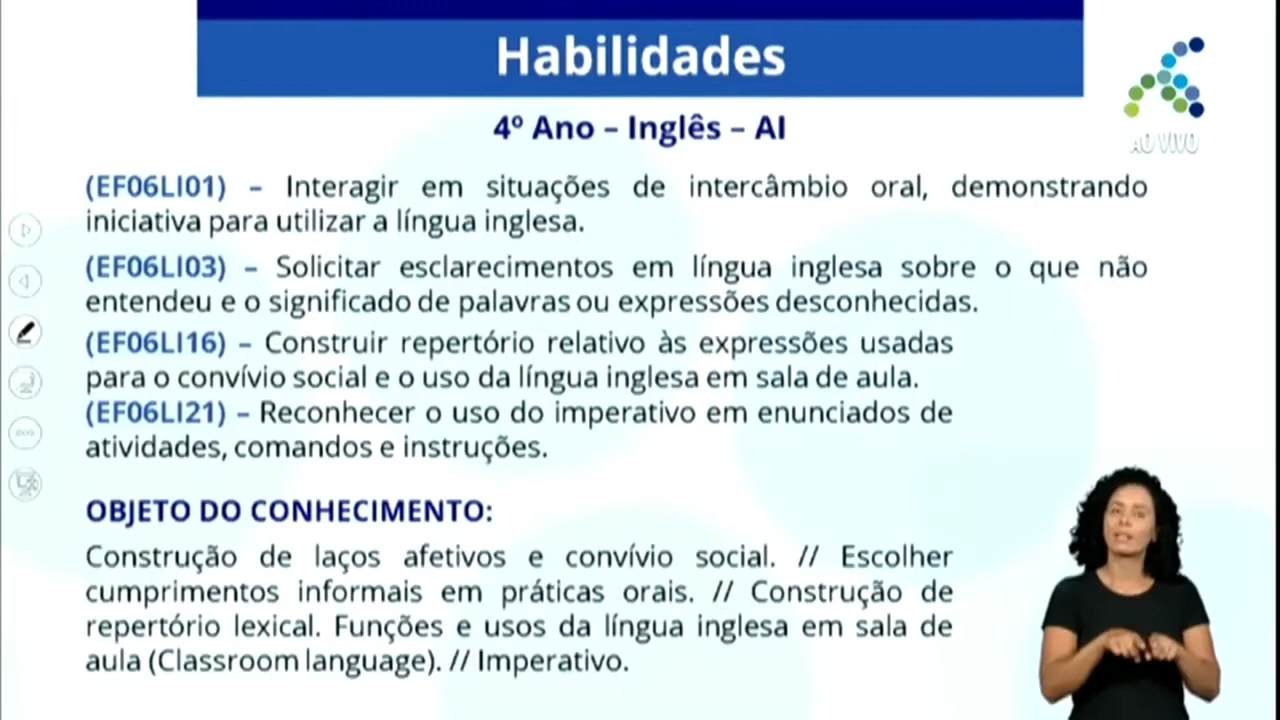 Habilidades
AO VIVO
4º Ano – Inglês – AI
(EF06LI01) – Interagir em situações de intercâmbio oral, demonstrando
iniciativa para utilizar a língua inglesa.
(EF06LI03) – Solicitar esclarecimentos em língua inglesa sobre o que não
entendeu e o significado de palavras ou expressões desconhecidas.
(EF06LI16) – Construir repertório relativo às expressões usadas
para o convívio social e o uso da língua inglesa em sala de aula.
(EF06LI21) – Reconhecer o uso do imperativo em enunciados de
atividades, comandos e instruções.
OBJETO DO CONHECIMENTO:
Construção de laços afetivos e convívio social. // Escolher
cumprimentos informais em práticas orais. // Construção de
repertório lexical. Funções e usos da língua inglesa em sala de
aula (Classroom language). // Imperativo.